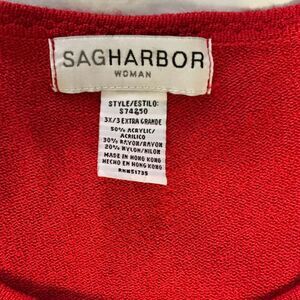 SAGHARBOR
WOMAN
STYLE/ESTILO:
S74250
3X/3 EXTRA GRANDE
50% ACRYLIC/
ACRILICO
30% RAYON/RAYON
20% NYLON/NILON
MADE IN HONG KONG
HECHO EN HONG KONG
RN#51735